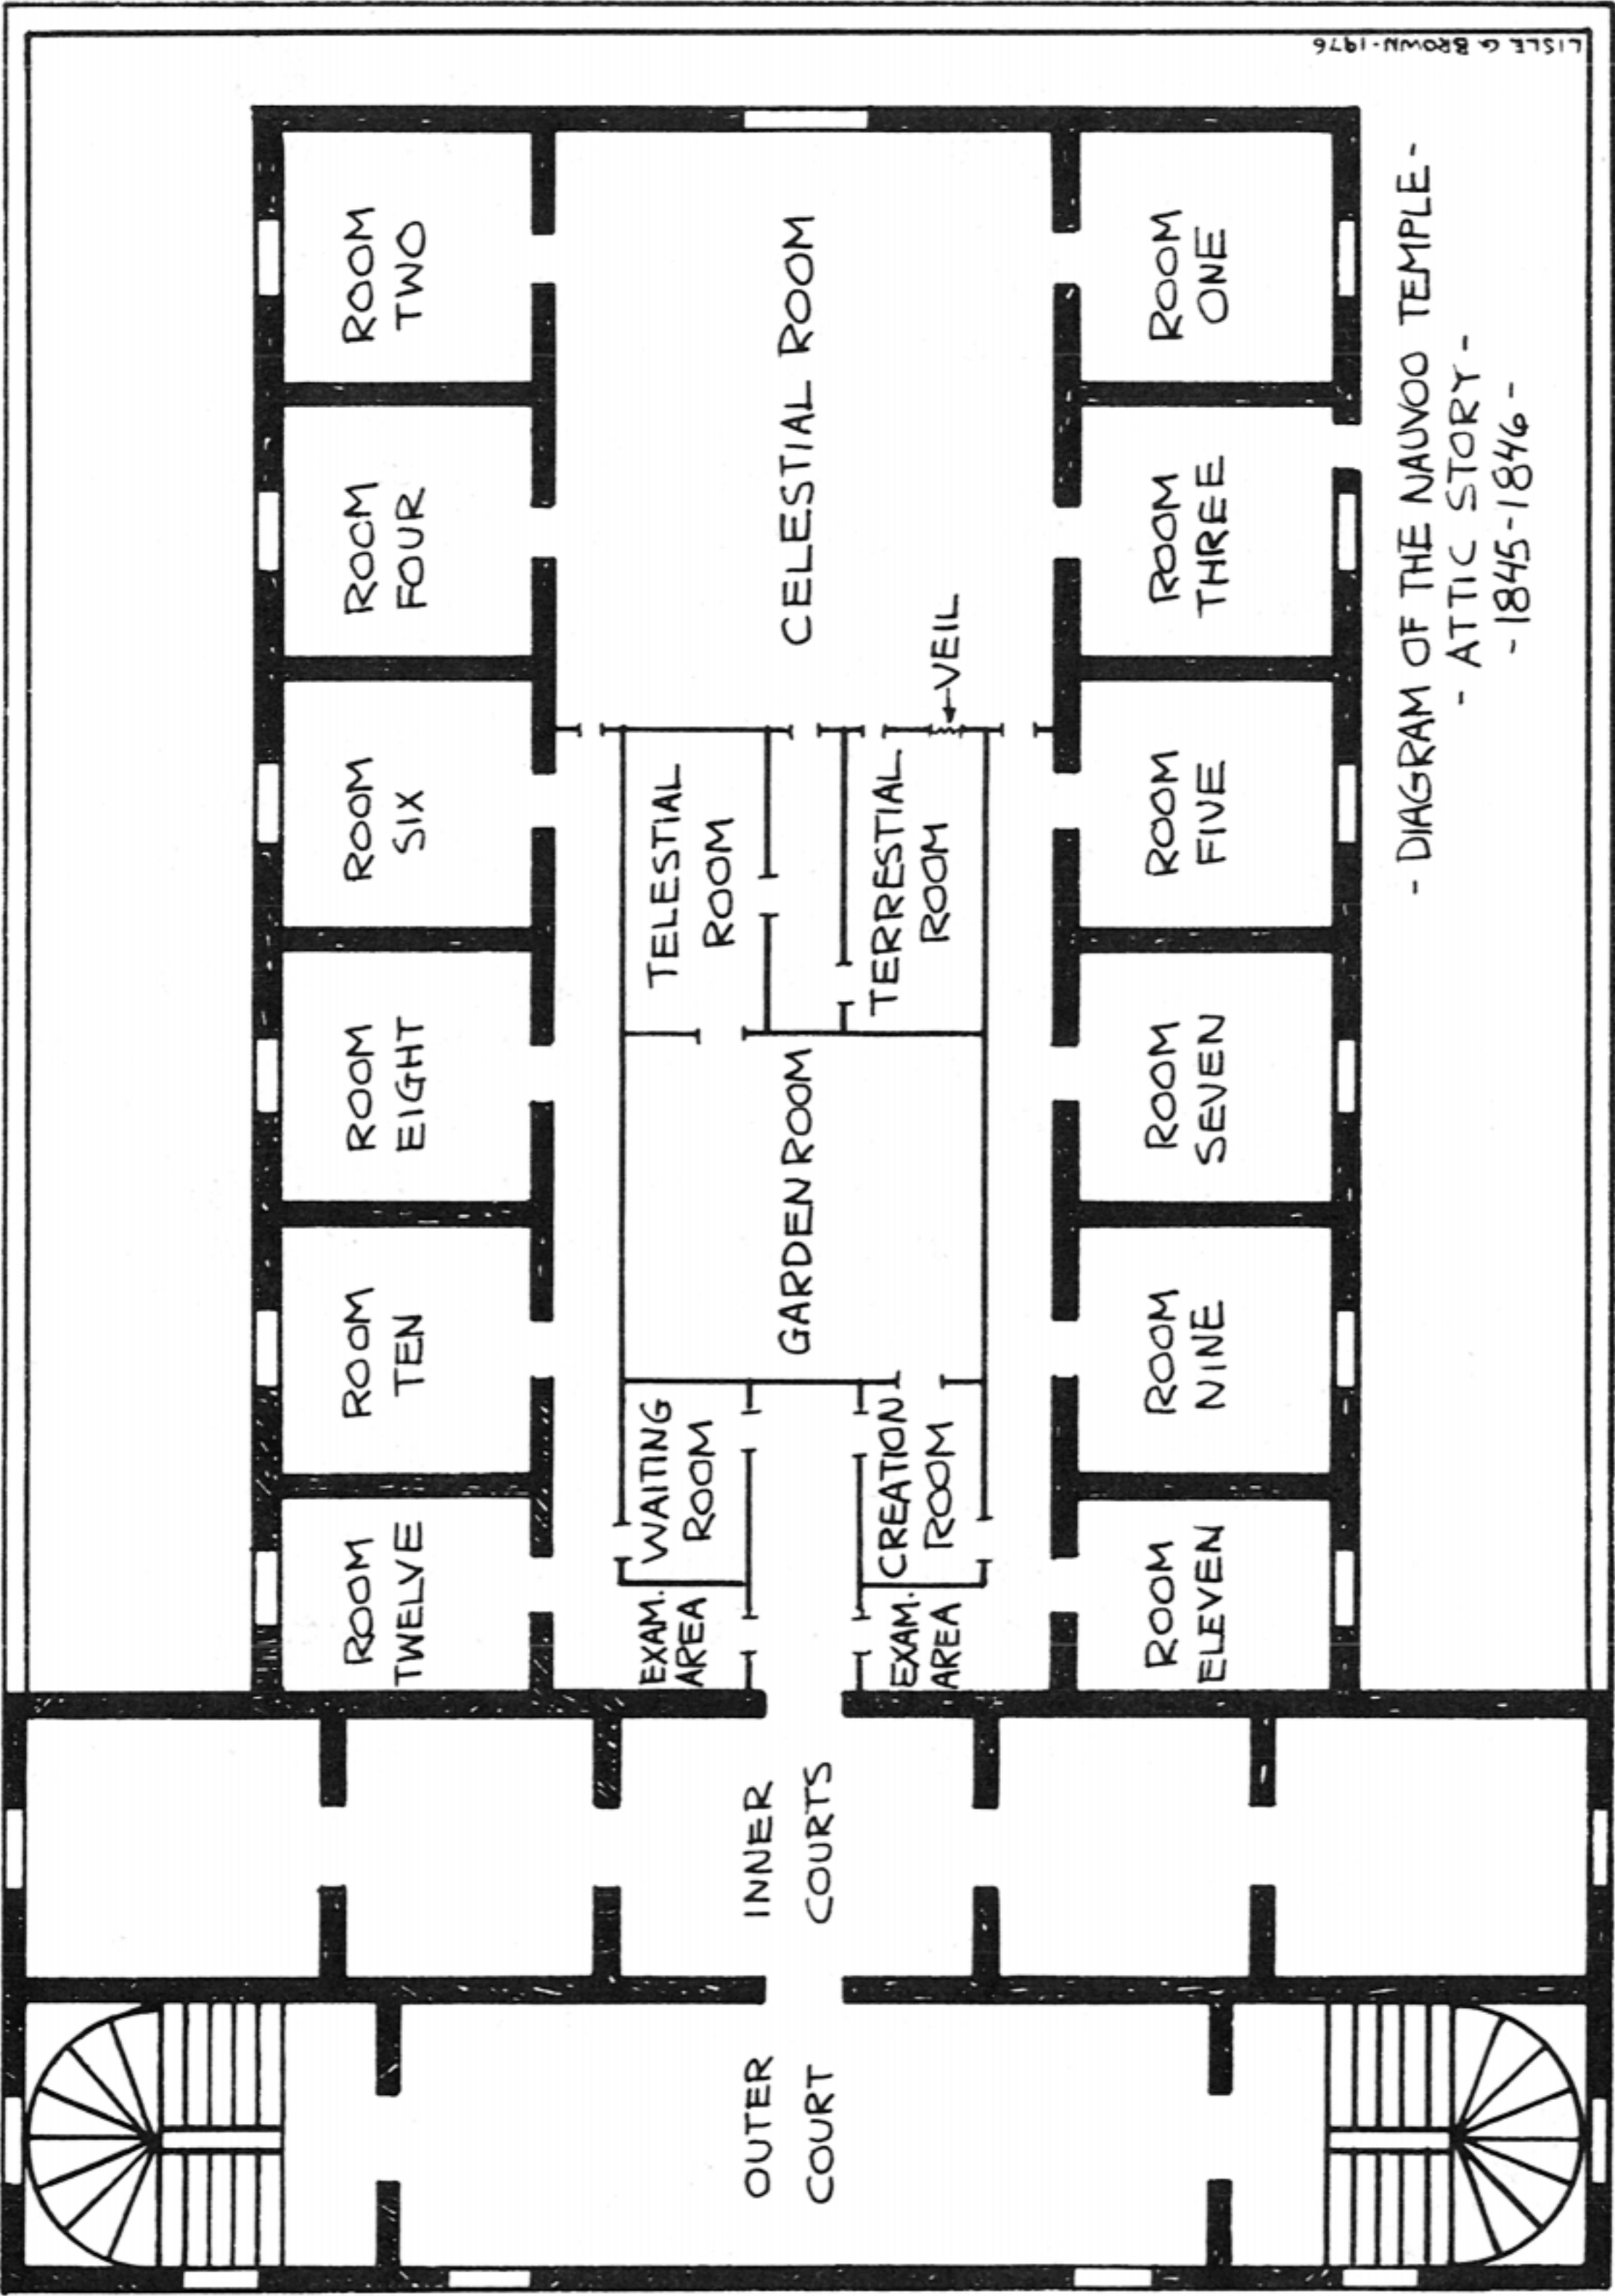 LISLE G BROWN-1976
- DIAGRAM OF THE NAUVOO TEMPLE -
- ATTIC STORY -
-1845-1846-
ROOM
TWO
ROOM
FOUR
ROOM
SIX
ROOM
EIGHT
ROOM
TEN
ROOM
TWELVE
CELESTIAL ROOM
VEIL
TELESTIAL
ROOM
TERRESTIAL
ROOM
GARDEN ROOM
WAITING
ROOM
CREATION
ROOM
EXAM.
AREA
EXAM.
AREA
ROOM
ONE
ROOM
THREE
ROOM
FIVE
ROOM
SEVEN
ROOM
NINE
ROOM
ELEVEN
INNER
COURTS
OUTER
COURT